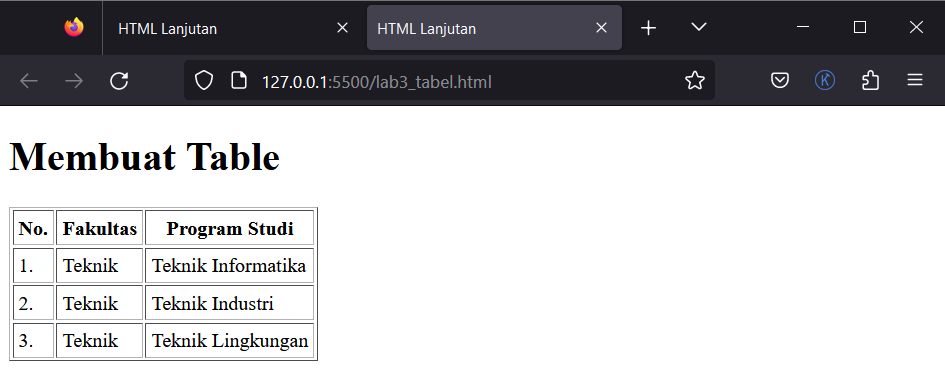 HTML Lanjutan
HTML Lanjutan
127.0.0.1:5500/lab3_tabel.html
Membuat Table
No. Fakultas Program Studi
1. Teknik Teknik Informatika
2. Teknik Teknik Industri
3. Teknik Teknik Lingkungan